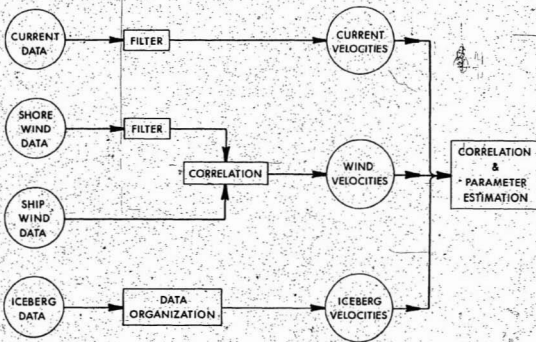 CURRENT
DATA
FILTER
CURRENT
VELOCITIES
SHORE
WIND
DATA
FILTER
CORRELATION
WIND
VELOCITIES
CORRELATION
&
PARAMETER
ESTIMATION
SHIP
WIND
DATA
ICEBERG
DATA
DATA
ORGANIZATION
ICEBERG
VELOCITIES